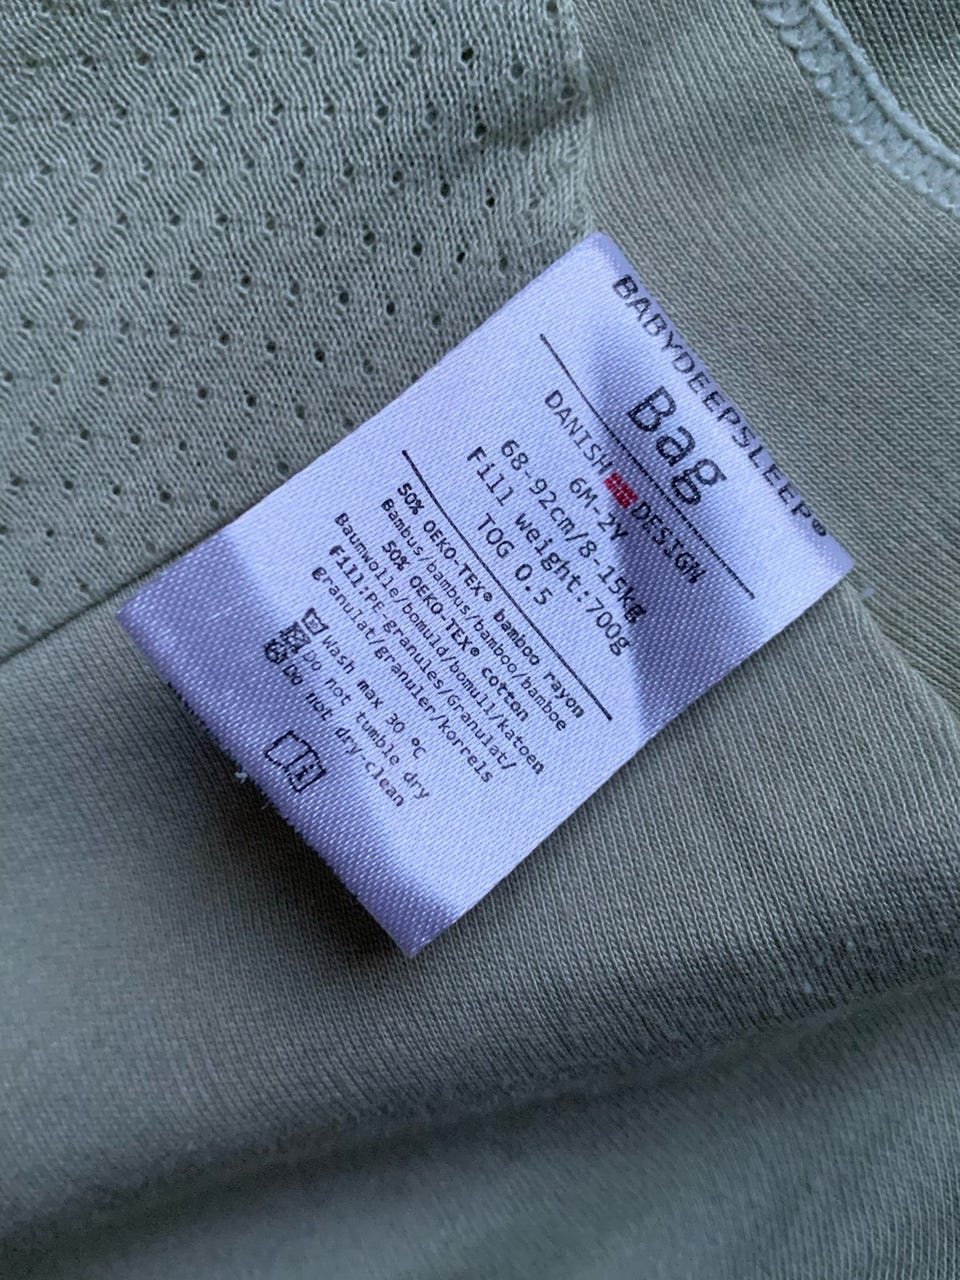 BABYDEEPSLEEP®
Bag
DANISH DESIGN
6M-2Y
68-92cm/8-15kg
Fill weight:700g
TOG 0.5
50% OEKO-TEX® bamboo rayon
Bambus/bambus/bamboo/bamboe
50% OEKO-TEX® cotton
Baumwolle/bomuld/bomull/katoen
Fill:PE-granules/Granulat/
granulat/granuler/korrels
Wash max 30 °C
Do not tumble dry
Do not dry-clean